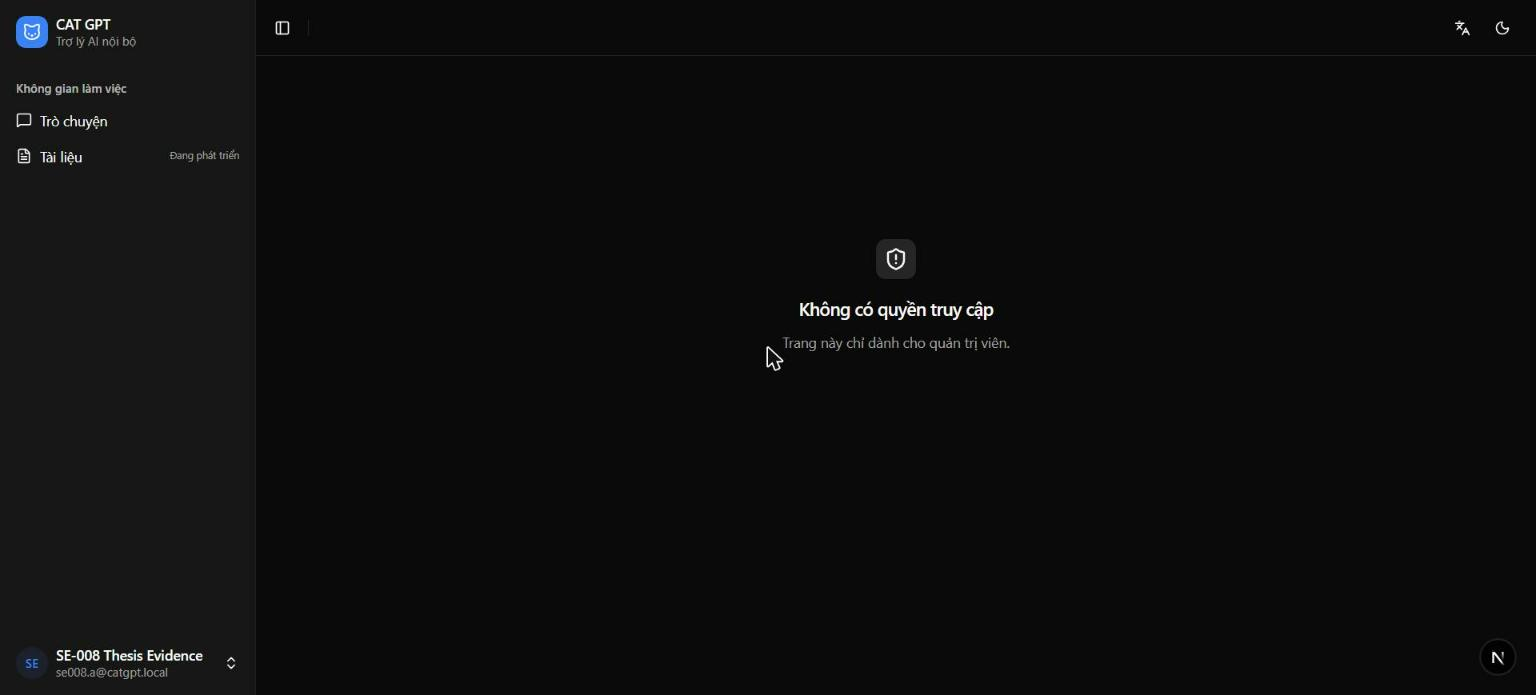 CAT GPT
Trợ lý AI nội bộ
Không gian làm việc
Trò chuyện
Tài liệu Đang phát triển
Không có quyền truy cập
Trang này chỉ dành cho quản trị viên.
SE SE-008 Thesis Evidence
se008.a@catgpt.local
N